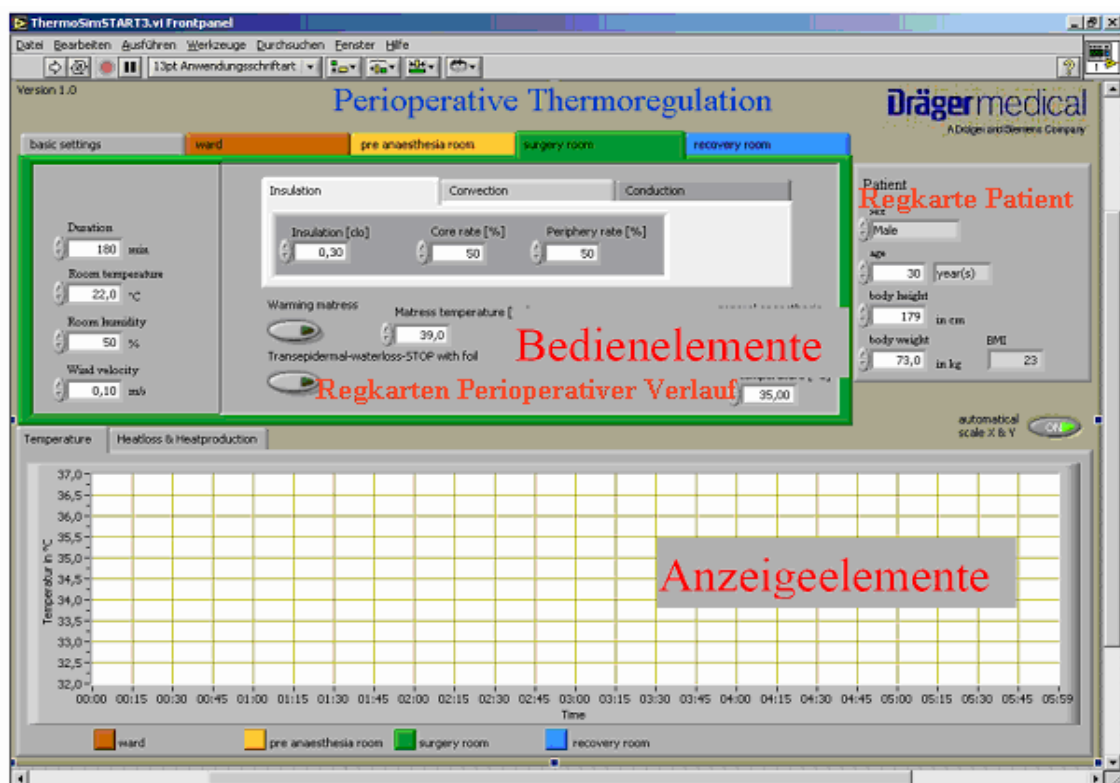 ThermoSimSTART3.vi Frontpanel
Datei Bearbeiten Ausführen Werkzeuge Durchsuchen Fenster Hilfe
13pt Anwendungsschriftart
Version 1.0
Perioperative Thermoregulation
Drägermedical
A Dräger and Siemens Company
basic settings ward pre anaesthesia room surgery room recovery room
Insulation Convection Conduction
Patient
Regkarte Patient
sex
Male
age
30 year(s)
body height
179 in cm
body weight BMI
73,0 in kg 23
Duration
180 min
Room temperature
22,0 °C
Room humidity
50 %
Wind velocity
0,10 m/s
Insulation [clo] Core rate [%] Periphery rate [%]
0,30 50 50
Warming matress
Matress temperature [
39,0
Transepidermal-waterloss-STOP with foil
Bedienelemente
Regkarten Perioperativer Verlauf
35,00
automatical
scale X & Y
ON
Temperature Heatloss & Heatproduction
Temperatur in °C
37,0
36,5
36,0
35,5
35,0
34,5
34,0
33,5
33,0
32,5
32,0
Anzeigeelemente
00:00 00:15 00:30 00:45 01:00 01:15 01:30 01:45 02:00 02:15 02:30 02:45 03:00 03:15 03:30 03:45 04:00 04:15 04:30 04:45 05:00 05:15 05:30 05:45 05:59
Time
ward pre anaesthesia room surgery room recovery room